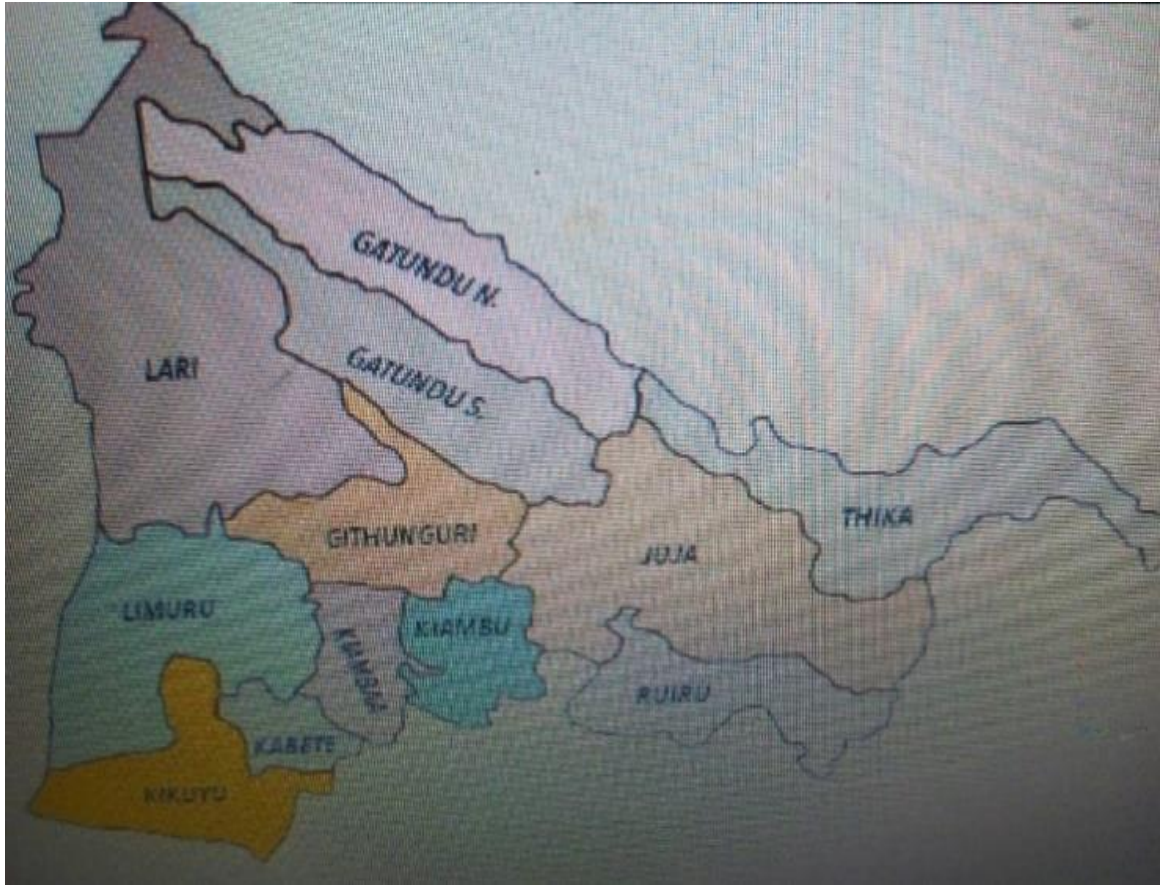 GATUNDU N.
LARI
GATUNDU S.
THIKA
GITHUNGURI
JUJA
LIMURU
KIAMBU
RUIRU
KABETE
KIKUYU